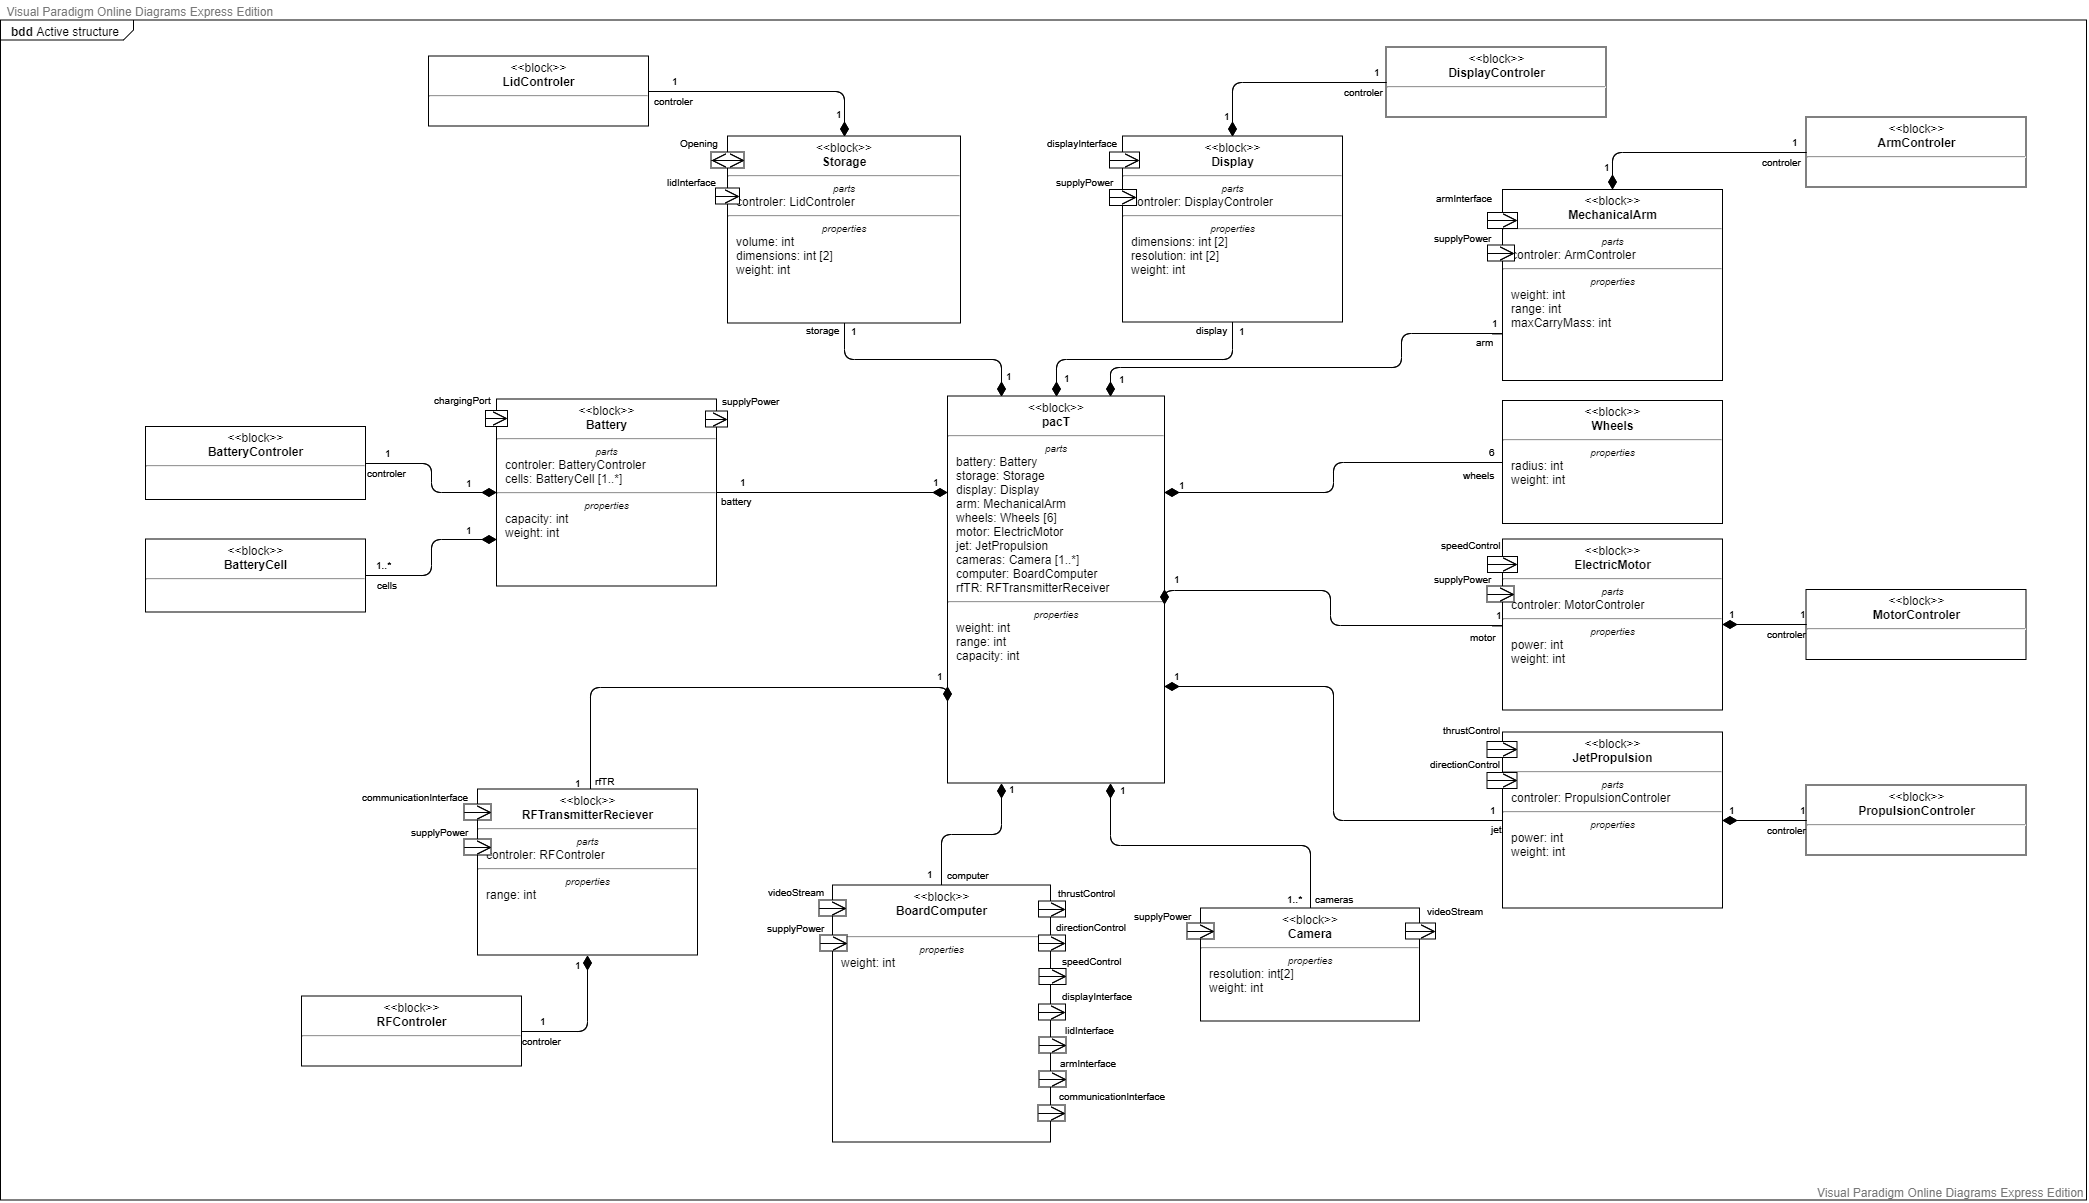 Visual Paradigm Online Diagrams Express Edition
bdd Active structure
<<block>>
LidControler
1
controler
1
Opening
lidInterface
<<block>>
Storage
parts
controler: LidControler
properties
volume: int
dimensions: int [2]
weight: int
storage
1
1
<<block>>
DisplayControler
1
controler
1
displayInterface
supplyPower
<<block>>
Display
parts
controler: DisplayControler
properties
dimensions: int [2]
resolution: int [2]
weight: int
display
1
1
<<block>>
ArmControler
1
controler
1
armInterface
supplyPower
<<block>>
MechanicalArm
parts
controler: ArmControler
properties
weight: int
range: int
maxCarryMass: int
1
arm
1
<<block>>
BatteryControler
1
controler
1
<<block>>
BatteryCell
1..*
cells
1
chargingPort
supplyPower
<<block>>
Battery
parts
controler: BatteryControler
cells: BatteryCell [1..*]
properties
capacity: int
weight: int
1
battery
1
<<block>>
pacT
parts
battery: Battery
storage: Storage
display: Display
arm: MechanicalArm
wheels: Wheels [6]
motor: ElectricMotor
jet: JetPropulsion
cameras: Camera [1..*]
computer: BoardComputer
rfTR: RFTransmitterReceiver
properties
weight: int
range: int
capacity: int
1
6
wheels
<<block>>
Wheels
properties
radius: int
weight: int
1
1
motor
speedControl
supplyPower
<<block>>
ElectricMotor
parts
controler: MotorControler
properties
power: int
weight: int
1
1
controler
<<block>>
MotorControler
1
1
jet
thrustControl
directionControl
<<block>>
JetPropulsion
parts
controler: PropulsionControler
properties
power: int
weight: int
1
1
controler
<<block>>
PropulsionControler
1
1
rfTR
communicationInterface
supplyPower
<<block>>
RFTransmitterReciever
parts
controler: RFControler
properties
range: int
1
<<block>>
RFControler
1
controler
1
1
computer
videoStream
supplyPower
<<block>>
BoardComputer
properties
weight: int
thrustControl
directionControl
speedControl
displayInterface
lidInterface
armInterface
communicationInterface
1
1..*
cameras
supplyPower
videoStream
<<block>>
Camera
properties
resolution: int[2]
weight: int
Visual Paradigm Online Diagrams Express Edition